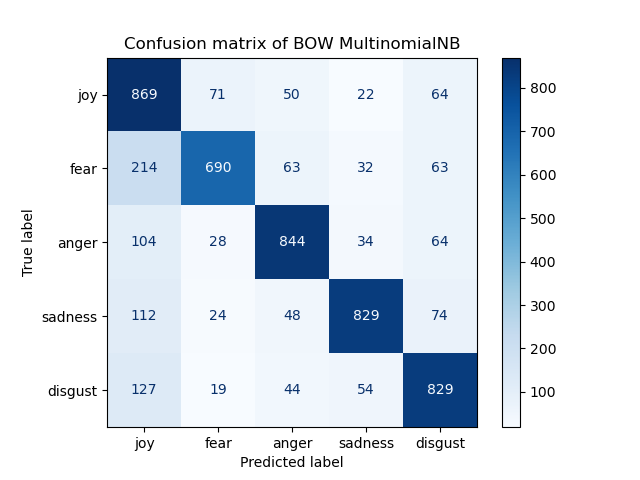 Confusion matrix of BOW MultinomialNB
joy 869 71 50 22 64
fear 214 690 63 32 63
anger 104 28 844 34 64
sadness 112 24 48 829 74
disgust 127 19 44 54 829
joy fear anger sadness disgust
Predicted label
True label
800
700
600
500
400
300
200
100